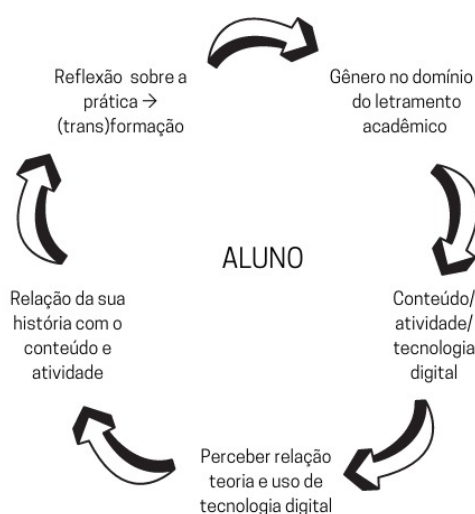 Reflexão sobre a
prática →
(trans)formação
Gênero no domínio
do letramento
acadêmico
ALUNO
Relação da sua
história com o
conteúdo e
atividade
Conteúdo/
atividade/
tecnologia
digital
Perceber relação
teoria e uso de
tecnologia digital